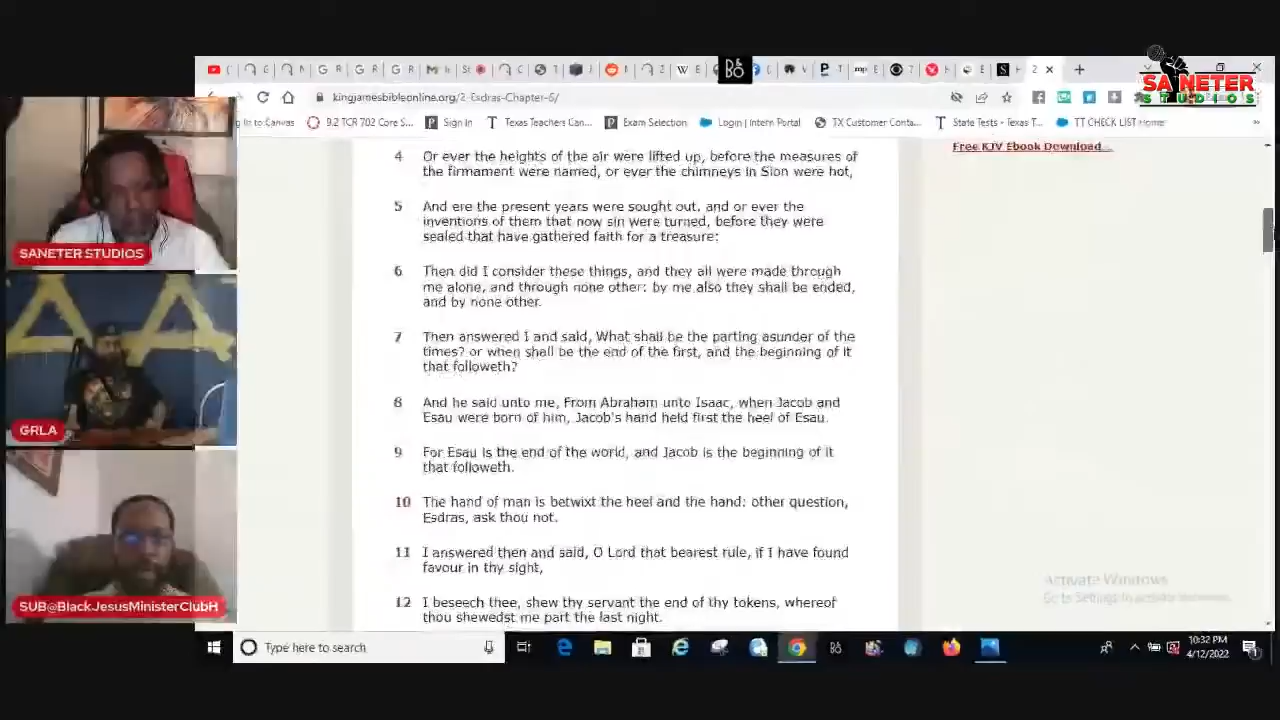 SANETER
STUDIOS
kingjamesbibleonline.org/2-Esdras-Chapter-6/
9.2 TCR 702 Core S...
Sign In
Texas Teachers Can...
Exam Selection
Login | Intern Portal
TX Customer Conta...
State Tests - Texas T...
TT CHECK LIST Home
Free KJV Ebook Download...
4 Or ever the heights of the air were lifted up, before the measures of
the firmament were named, or ever the chimneys in Sion were hot,
5 And ere the present years were sought out, and or ever the
inventions of them that now sin were turned, before they were
sealed that have gathered faith for a treasure:
6 Then did I consider these things, and they all were made through
me alone, and through none other: by me also they shall be ended,
and by none other.
7 Then answered I and said, What shall be the parting asunder of the
times? or when shall be the end of the first, and the beginning of it
that followeth?
8 And he said unto me, From Abraham unto Isaac, when Jacob and
Esau were born of him, Jacob's hand held first the heel of Esau.
9 For Esau is the end of the world, and Jacob is the beginning of it
that followeth.
10 The hand of man is betwixt the heel and the hand: other question,
Esdras, ask thou not.
11 I answered then and said, O Lord that bearest rule, if I have found
favour in thy sight,
12 I beseech thee, shew thy servant the end of thy tokens, whereof
thou shewedst me part the last night.
SANETER STUDIOS
GRLA
SUB@BlackJesusMinisterClubH
Activate Windows
Go to Settings to activate Windows.
Type here to search
10:32 PM
4/12/2022